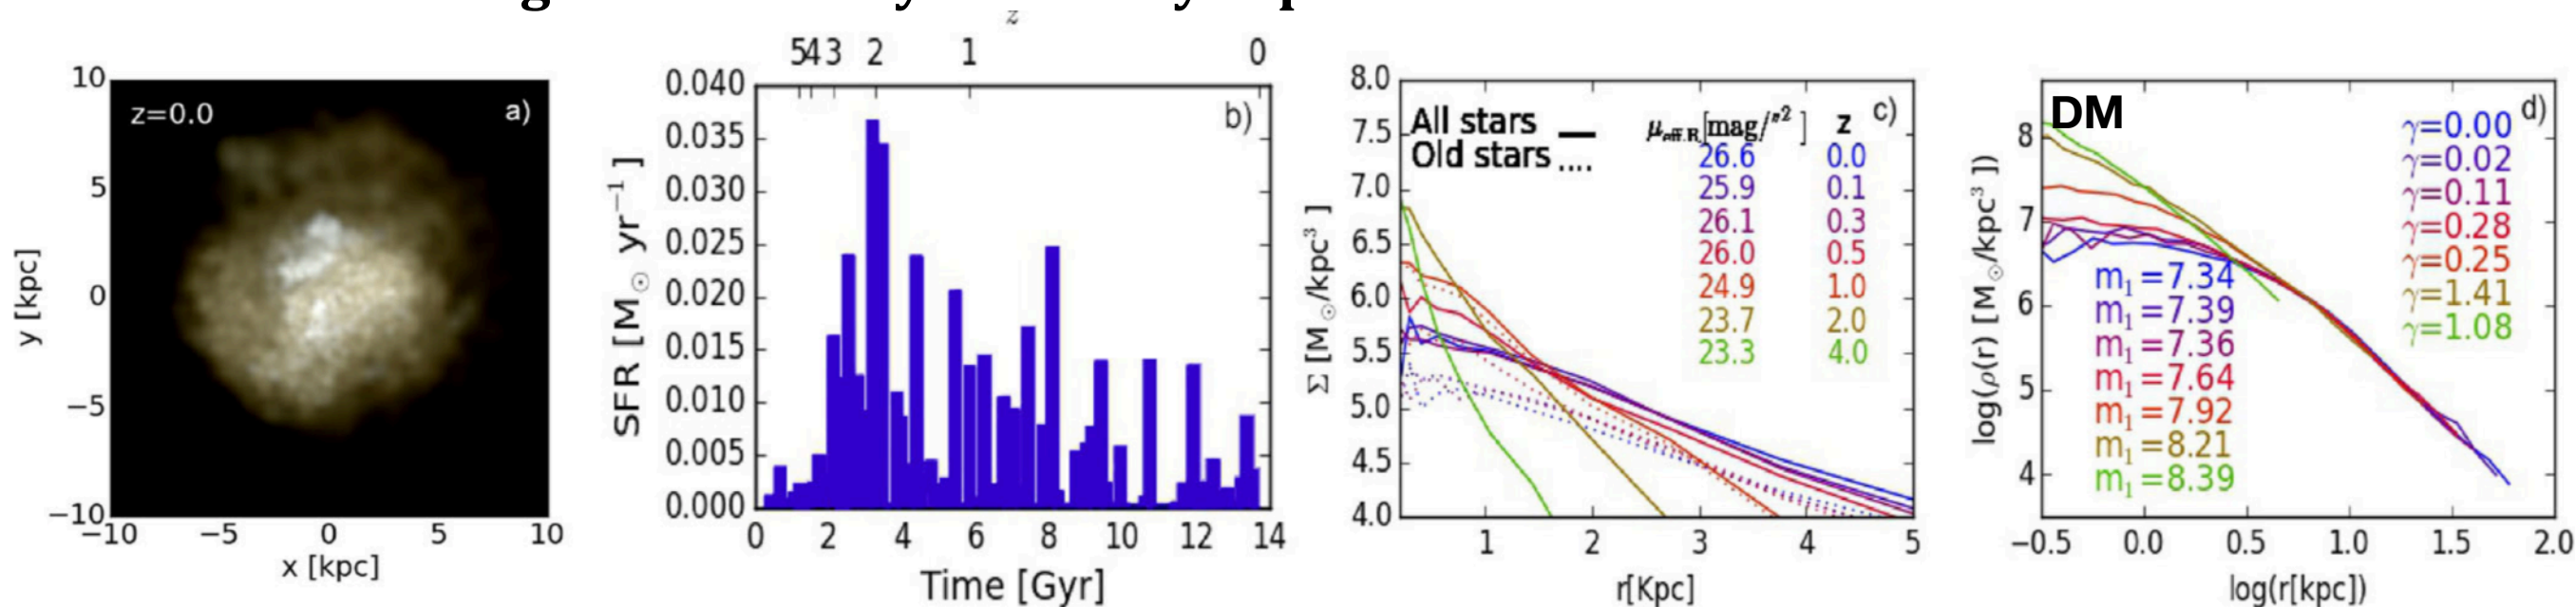 z
10
5
0
−5
−10
−10 −5 0 5 10
x [kpc]
y [kpc]
z=0.0
a)
5 4 3 2 1 0
0.040
0.035
0.030
0.025
0.020
0.015
0.010
0.005
0.000
0 2 4 6 8 10 12 14
Time [Gyr]
SFR [M⊙ yr⁻¹]
b)
8.0
7.5
7.0
6.5
6.0
5.5
5.0
4.5
4.0
1 2 3 4 5
r[Kpc]
Σ [M⊙/kpc³ ]
All stars
Old stars ....
μeff.R[mag/″² ] z
c)
26.6 0.0
25.9 0.1
26.1 0.3
26.0 0.5
24.9 1.0
23.7 2.0
23.3 4.0
8
7
6
5
4
−0.5 0.0 0.5 1.0 1.5 2.0
log(r[kpc])
log(ρ(r) [M⊙/kpc³ ])
DM
d)
γ=0.00
γ=0.02
γ=0.11
γ=0.28
γ=0.25
γ=1.41
γ=1.08
m₁=7.34
m₁=7.39
m₁=7.36
m₁=7.64
m₁=7.92
m₁=8.21
m₁=8.39